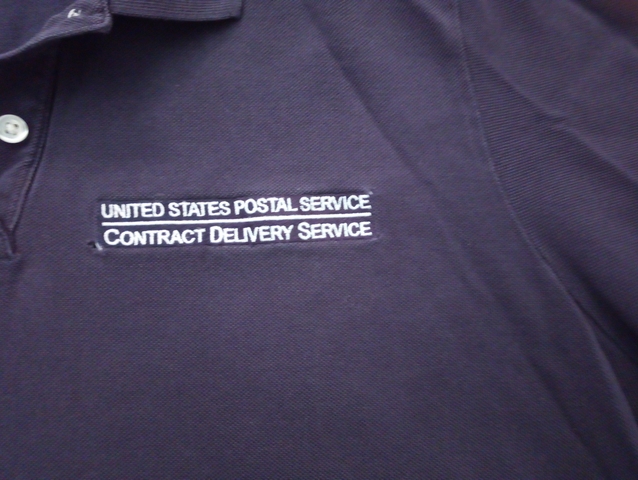 UNITED STATES POSTAL SERVICE
CONTRACT DELIVERY SERVICE